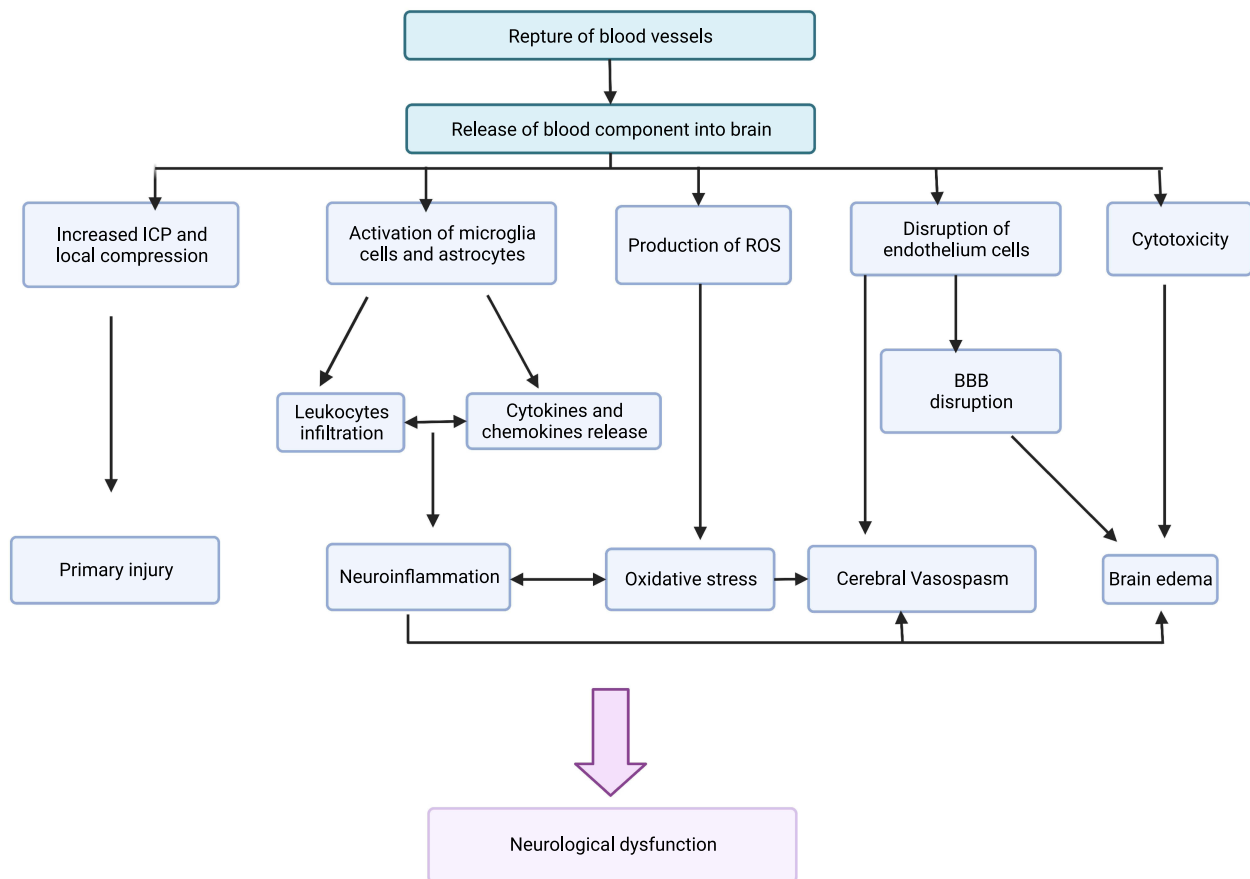 Repture of blood vessels
Release of blood component into brain
Increased ICP and
local compression
Activation of microglia
cells and astrocytes
Production of ROS
Disruption of
endothelium cells
Cytotoxicity
BBB
disruption
Leukocytes
infiltration
Cytokines and
chemokines release
Primary injury
Neuroinflammation
Oxidative stress
Cerebral Vasospasm
Brain edema
Neurological dysfunction